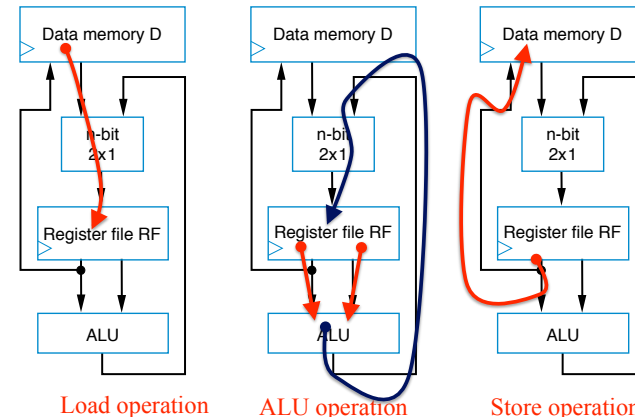 Data memory D
n-bit
2x1
Register file RF
ALU
Load operation
Data memory D
n-bit
2x1
Register file RF
ALU
ALU operation
Data memory D
n-bit
2x1
Register file RF
ALU
Store operation